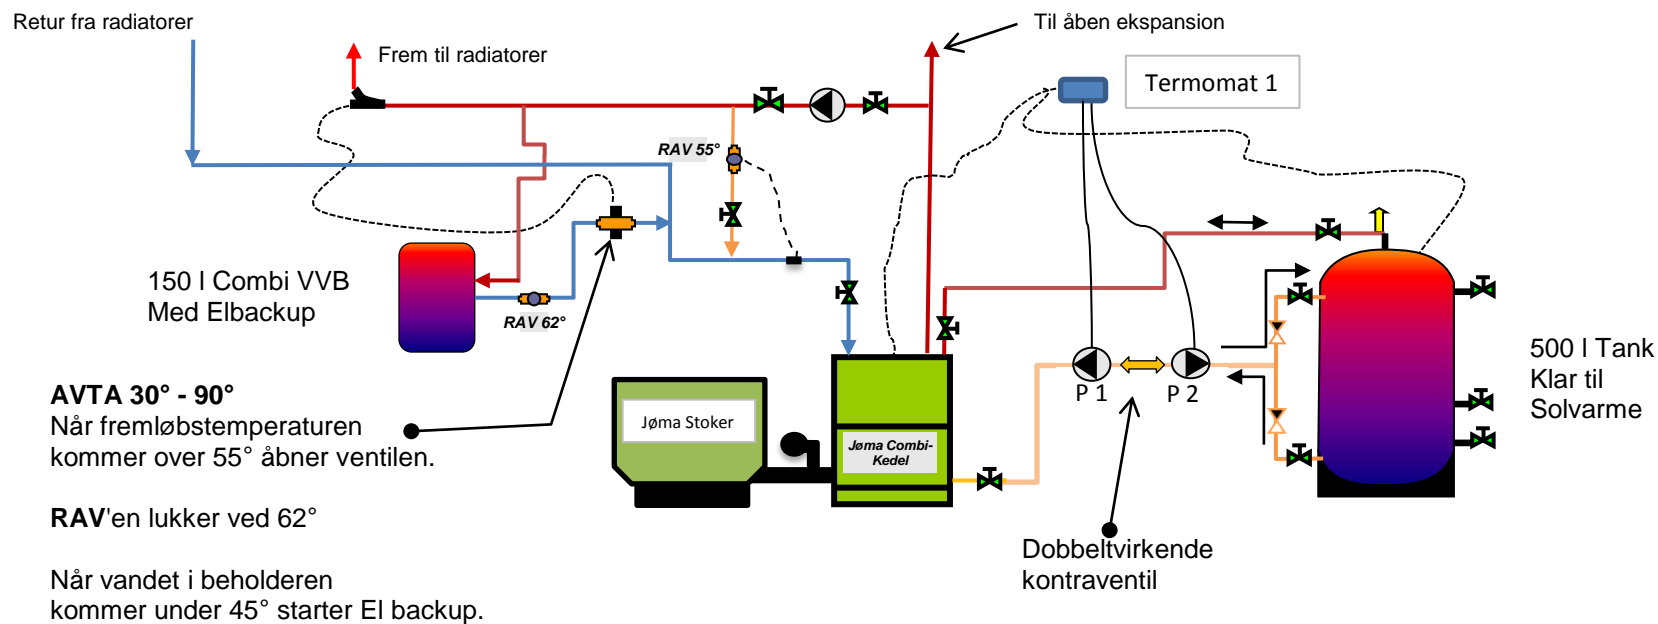 Retur fra radiatorer
Til åben ekspansion
Frem til radiatorer
Termomat 1
RAV 55°
150 l Combi VVB
Med Elbackup
RAV 62°
AVTA 30° - 90°
Når fremløbstemperaturen
kommer over 55° åbner ventilen.
RAV'en lukker ved 62°
Når vandet i beholderen
kommer under 45° starter El backup.
Jøma Stoker
Jøma Combi-
Kedel
P 1
P 2
Dobbeltvirkende
kontraventil
500 l Tank
Klar til
Solvarme